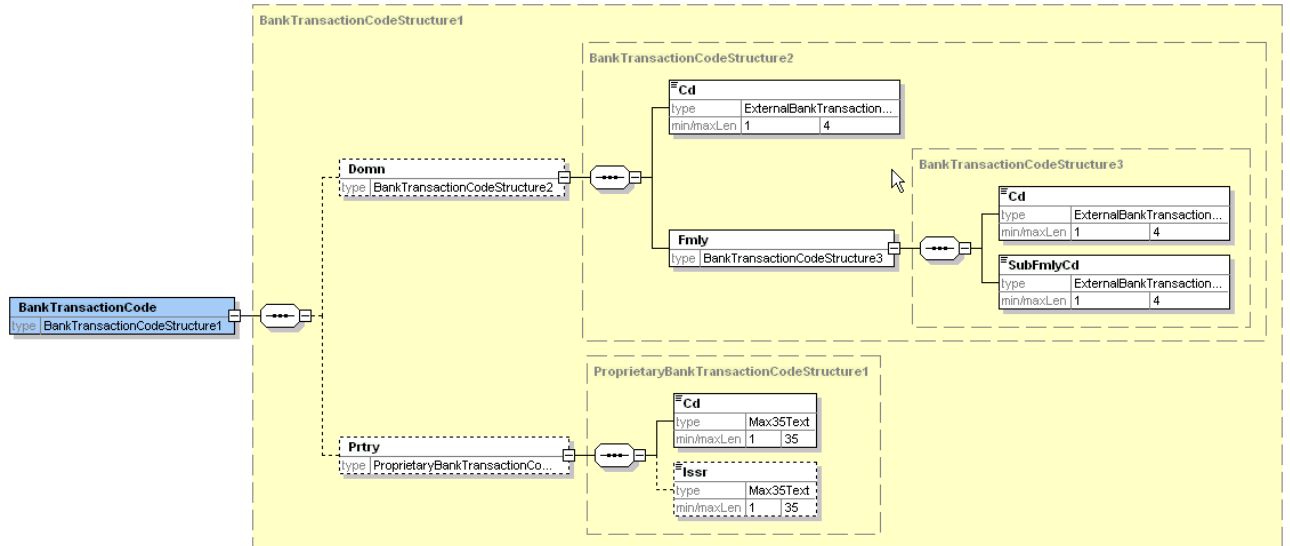 BankTransactionCodeStructure1
BankTransactionCodeStructure2
Cd
type ExternalBankTransaction...
min/maxLen 1 4
BankTransactionCodeStructure3
Domn
type BankTransactionCodeStructure2
Cd
type ExternalBankTransaction...
min/maxLen 1 4
Fmly
type BankTransactionCodeStructure3
SubFmlyCd
type ExternalBankTransaction...
min/maxLen 1 4
BankTransactionCode
type BankTransactionCodeStructure1
ProprietaryBankTransactionCodeStructure1
Cd
type Max35Text
min/maxLen 1 35
Prtry
type ProprietaryBankTransactionCo...
Issr
type Max35Text
min/maxLen 1 35